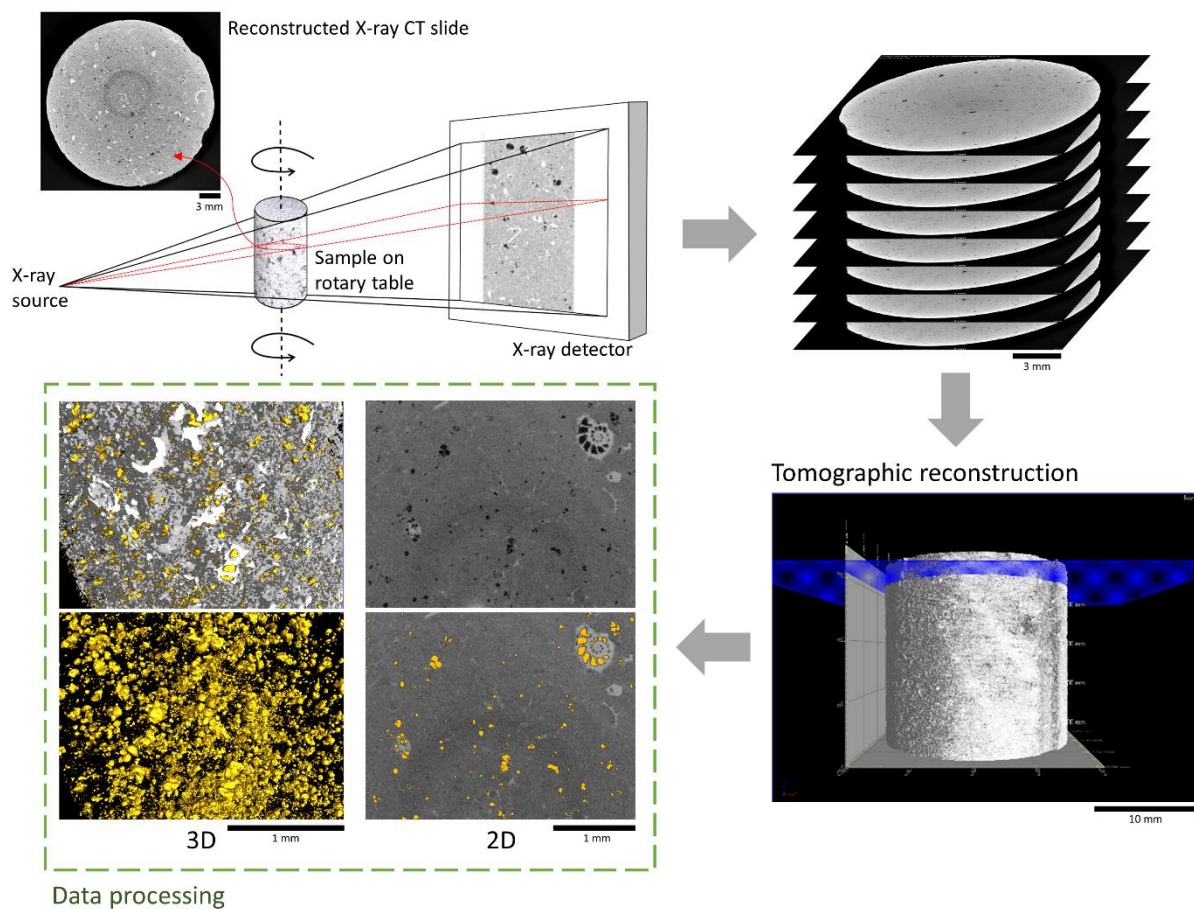 Reconstructed X-ray CT slide
3 mm
X-ray
source
Sample on
rotary table
X-ray detector
3 mm
Tomographic reconstruction
10 mm
3D
1 mm
2D
1 mm
Data processing